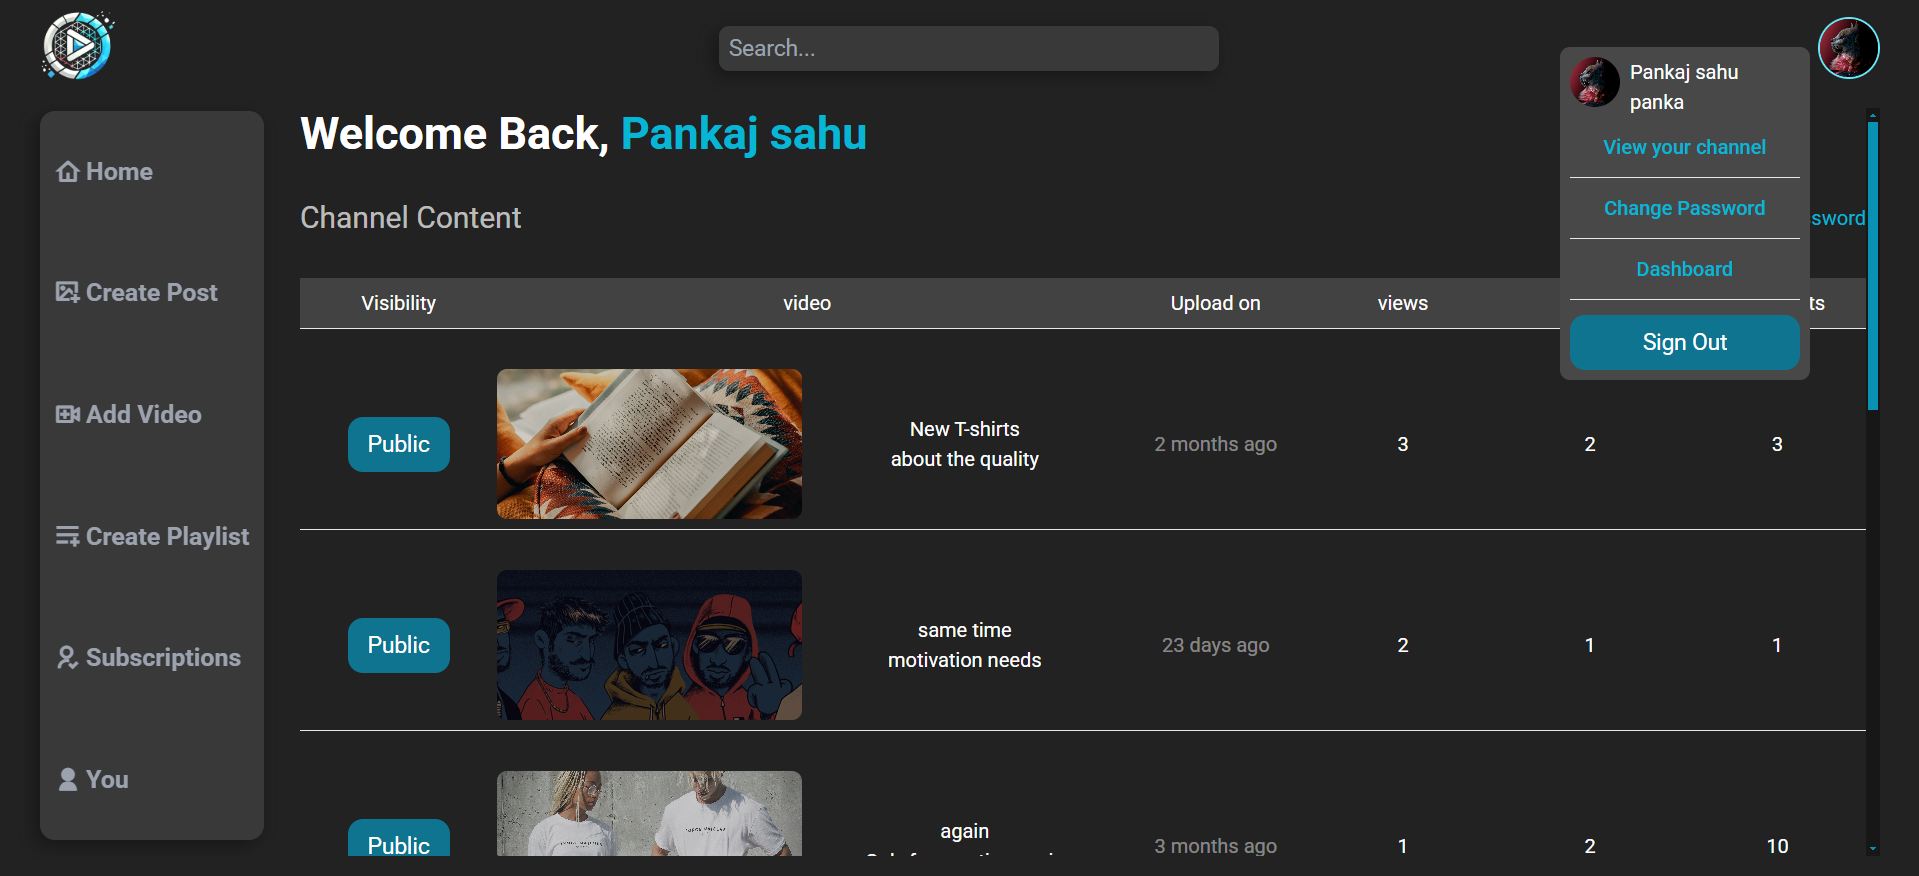 Search...
Pankaj sahu
panka
View your channel
Change Password
Dashboard
Sign Out
Home
Create Post
Add Video
Create Playlist
Subscriptions
You
Welcome Back, Pankaj sahu
Channel Content
sword
Visibility video Upload on views ts
Public
New T-shirts
about the quality
2 months ago 3 2 3
Public
same time
motivation needs
23 days ago 2 1 1
Public
again
3 months ago 1 2 10